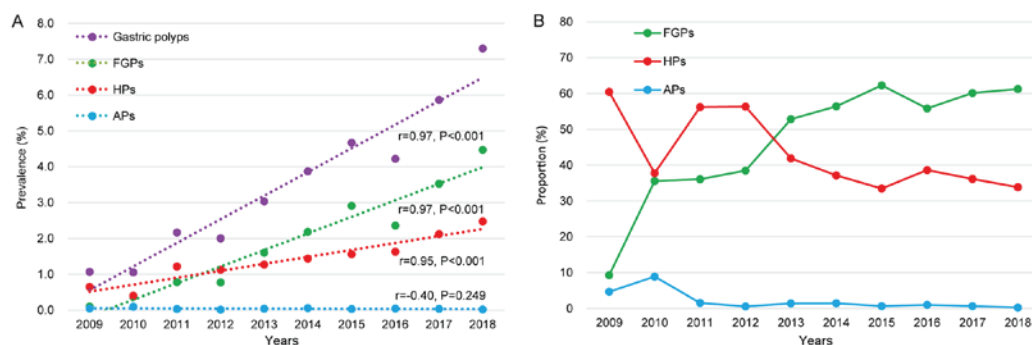 A
8.0
7.0
6.0
5.0
4.0
3.0
2.0
1.0
0.0
Prevalence (%)
Gastric polyps
FGPs
HPs
APs
r=0.97, P<0.001
r=0.97, P<0.001
r=0.95, P<0.001
r=-0.40, P=0.249
2009 2010 2011 2012 2013 2014 2015 2016 2017 2018
Years
B
80
70
60
50
40
30
20
10
0
Proportion (%)
FGPs
HPs
APs
2009 2010 2011 2012 2013 2014 2015 2016 2017 2018
Years